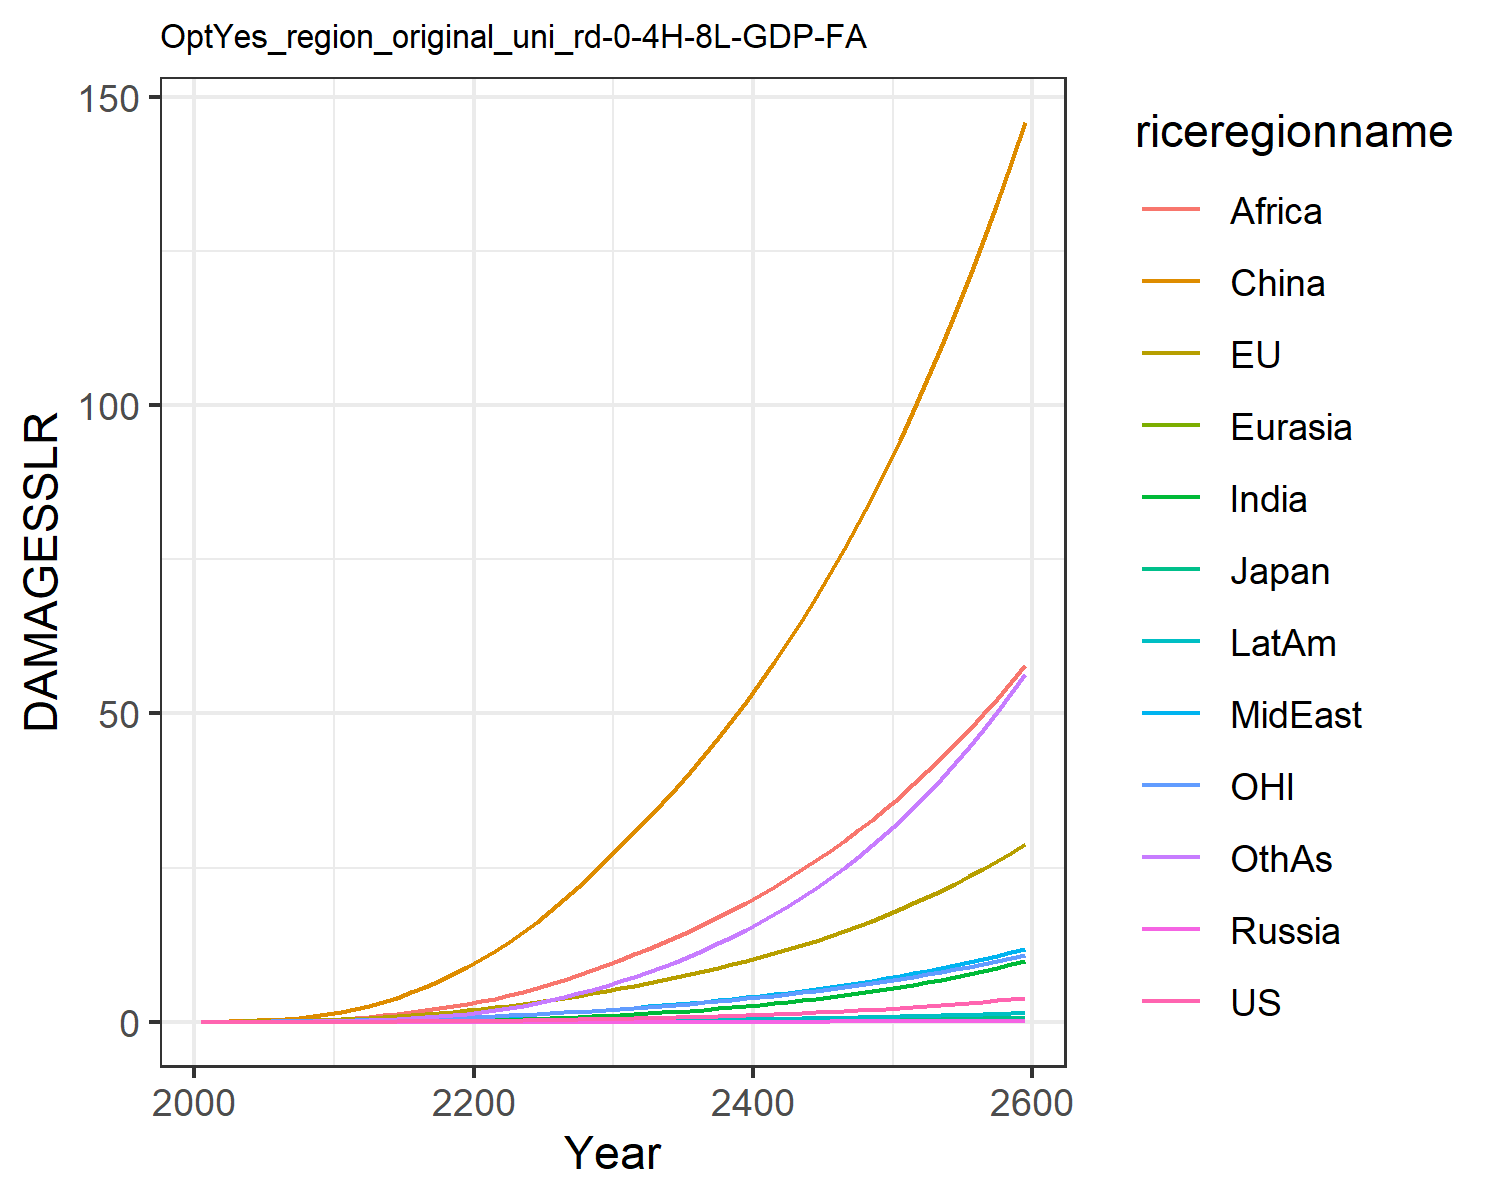 OptYes_region_original_uni_rd-0-4H-8L-GDP-FA
150
100
50
0
DAMAGESSLR
2000
2200
2400
2600
Year
riceregionname
Africa
China
EU
Eurasia
India
Japan
LatAm
MidEast
OHI
OthAs
Russia
US